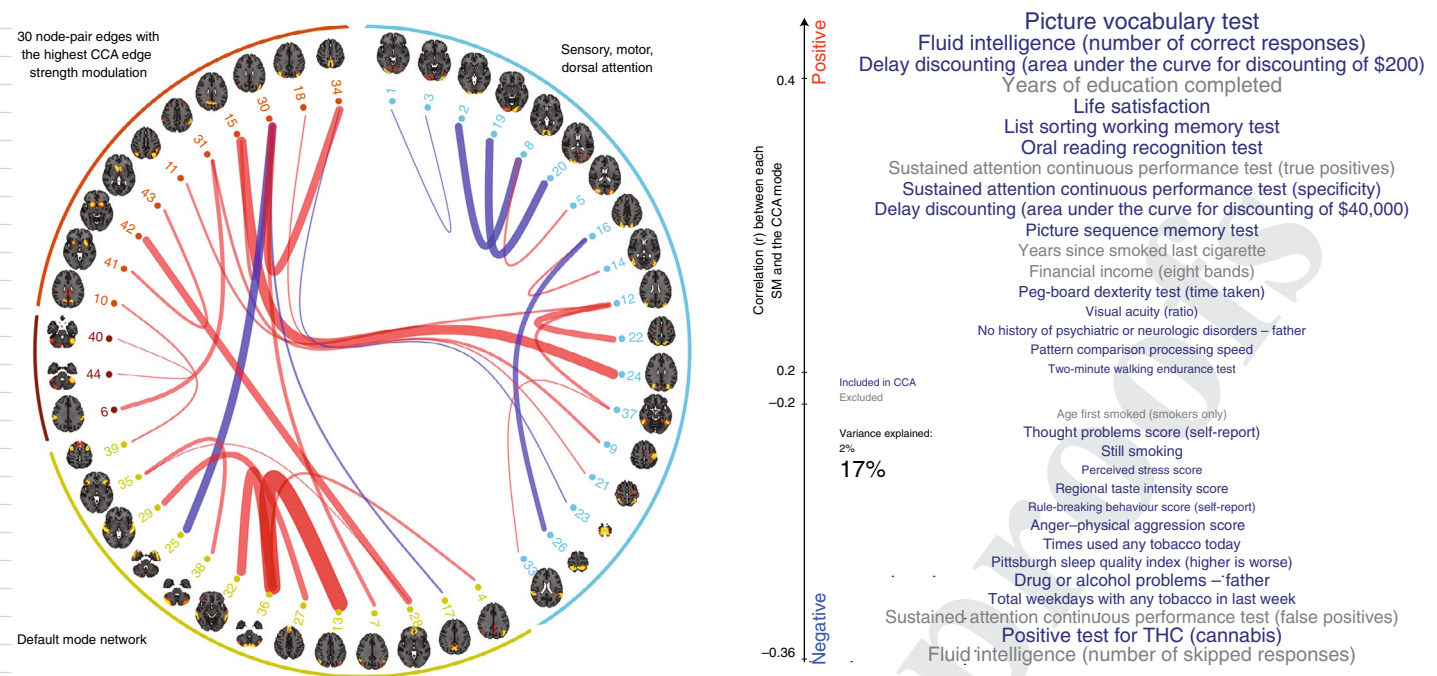 30 node-pair edges with
the highest CCA edge
strength modulation
Sensory, motor,
dorsal attention
34
18
30
15
31
11
43
42
41
10
40
44
6
39
35
29
25
38
32
36
27
13
7
28
17
4
1
3
2
19
8
20
5
16
14
12
22
24
37
9
21
23
26
33
Default mode network
Positive
0.4
Correlation (r) between each
SM and the CCA mode
0.2
–0.2
–0.36
Negative
Included in CCA
Excluded
Variance explained:
2%
17%
Picture vocabulary test
Fluid intelligence (number of correct responses)
Delay discounting (area under the curve for discounting of $200)
Years of education completed
Life satisfaction
List sorting working memory test
Oral reading recognition test
Sustained attention continuous performance test (true positives)
Sustained attention continuous performance test (specificity)
Delay discounting (area under the curve for discounting of $40,000)
Picture sequence memory test
Years since smoked last cigarette
Financial income (eight bands)
Peg-board dexterity test (time taken)
Visual acuity (ratio)
No history of psychiatric or neurologic disorders – father
Pattern comparison processing speed
Two-minute walking endurance test
Age first smoked (smokers only)
Thought problems score (self-report)
Still smoking
Perceived stress score
Regional taste intensity score
Rule-breaking behaviour score (self-report)
Anger–physical aggression score
Times used any tobacco today
Pittsburgh sleep quality index (higher is worse)
Drug or alcohol problems – father
Total weekdays with any tobacco in last week
Sustained attention continuous performance test (false positives)
Positive test for THC (cannabis)
Fluid intelligence (number of skipped responses)
proofs